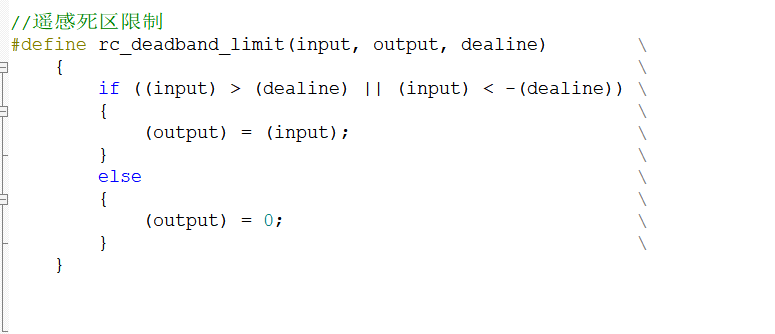 //遥感死区限制
#define rc_deadband_limit(input, output, dealine)          \
    {                                                      \
        if ((input) > (dealine) || (input) < -(dealine)) \
        {                                                  \
            (output) = (input);                            \
        }                                                  \
        else                                               \
        {                                                  \
            (output) = 0;                                  \
        }                                                  \
    }